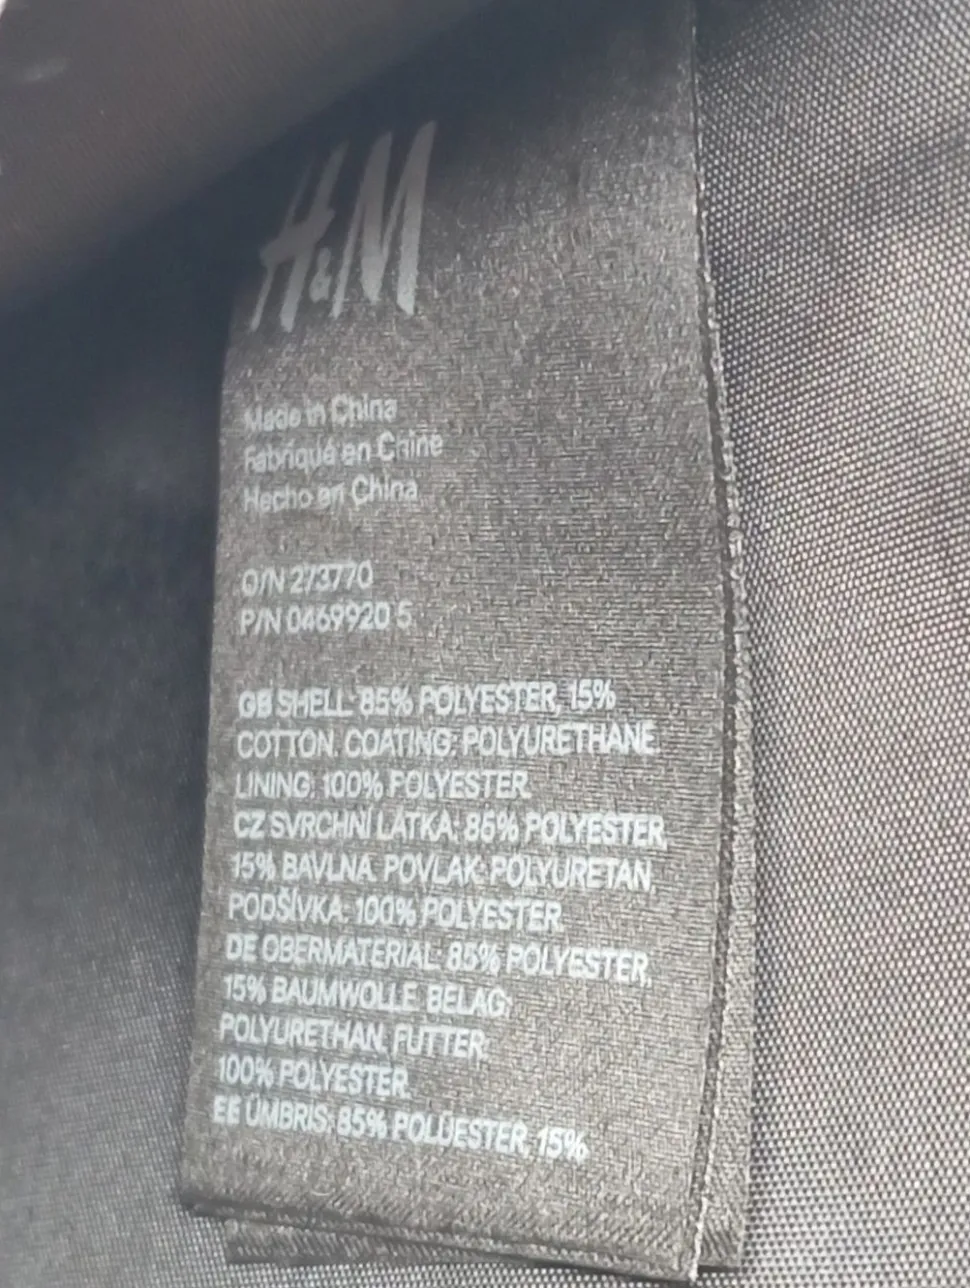 H&M
Made in China
Fabriqué en Chine
Hecho en China
O/N 273770
P/N 0469920 5
GB SHELL: 85% POLYESTER, 15%
COTTON. COATING: POLYURETHANE.
LINING: 100% POLYESTER.
CZ SVRCHNÍ LÁTKA: 85% POLYESTER,
15% BAVLNA. POVLAK: POLYURETAN.
PODŠÍVKA: 100% POLYESTER.
DE OBERMATERIAL: 85% POLYESTER,
15% BAUMWOLLE. BELAG:
POLYURETHAN. FUTTER:
100% POLYESTER.
EE ÜMBRIS: 85% POLÜESTER, 15%